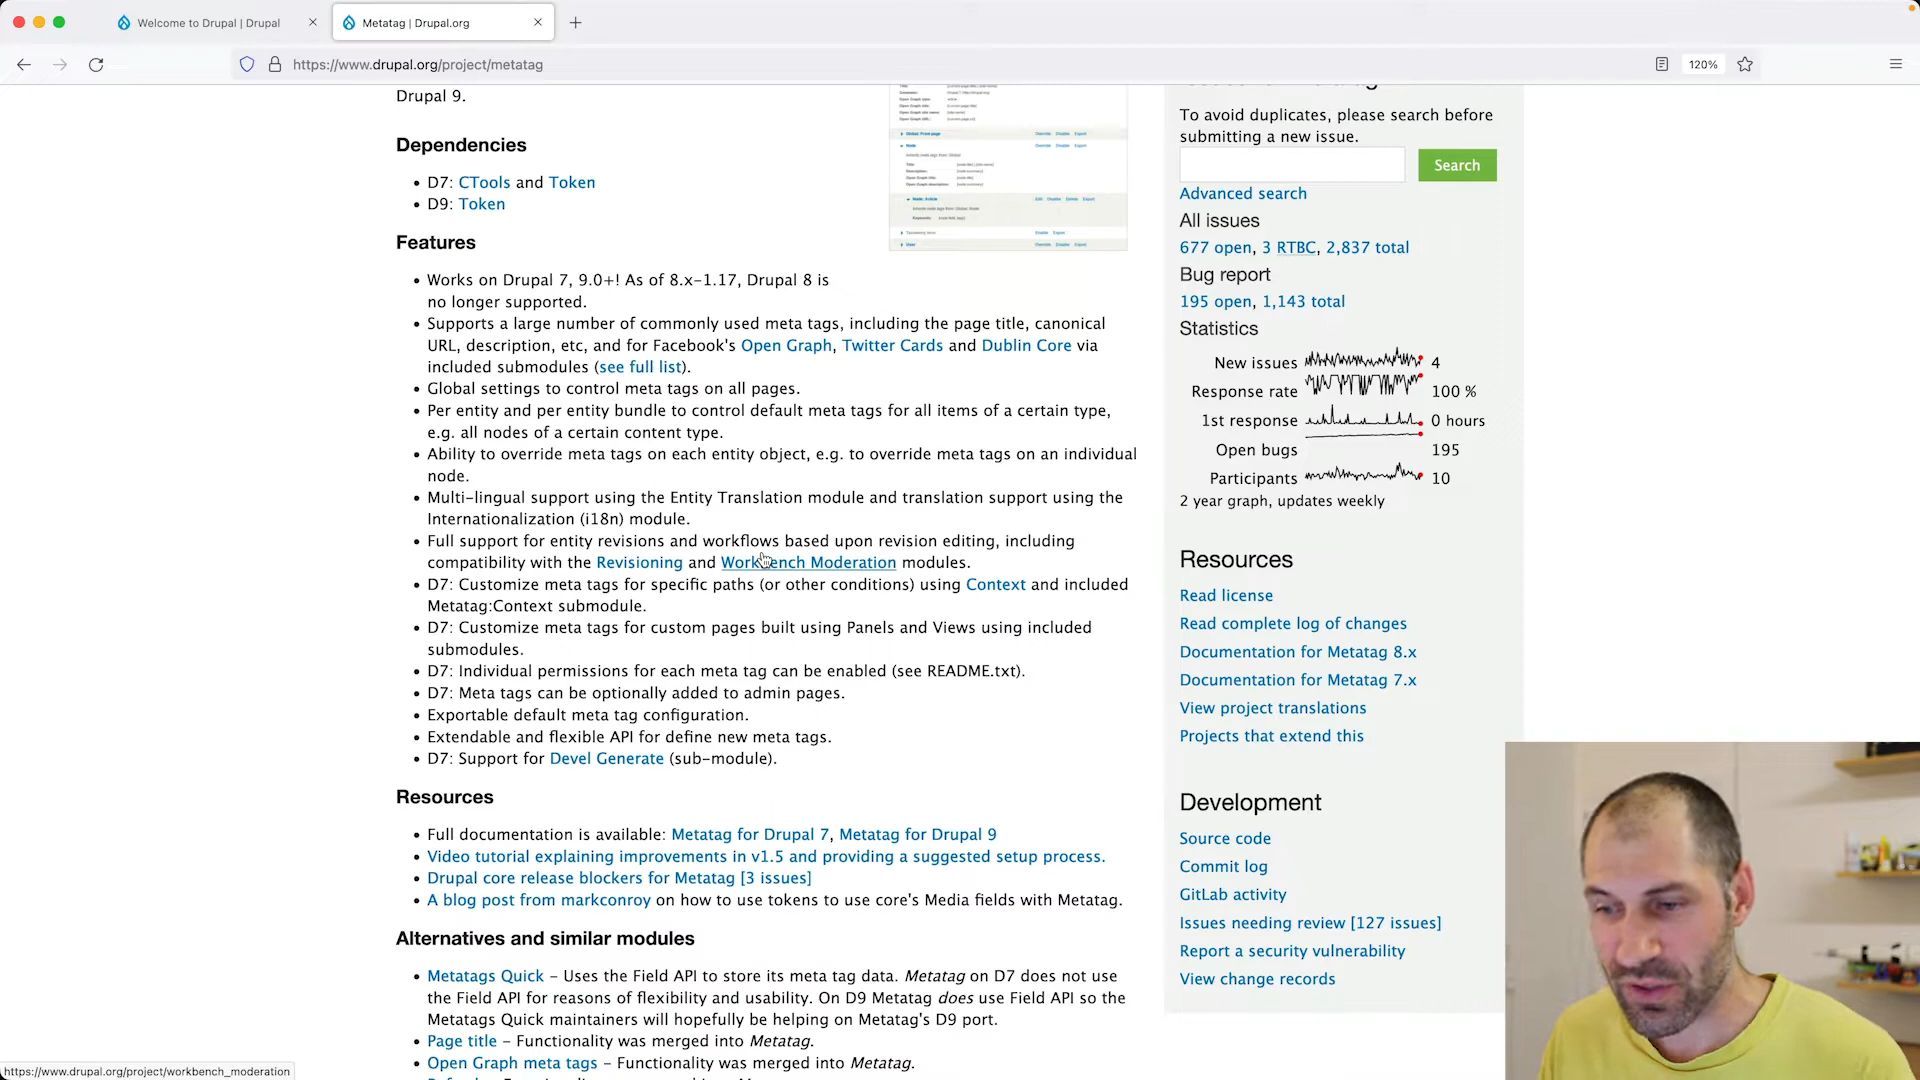 Welcome to Drupal | Drupal
Metatag | Drupal.org
https://www.drupal.org/project/metatag
120%
Drupal 9.
Dependencies
D7: CTools and Token
D9: Token
Features
Works on Drupal 7, 9.0+! As of 8.x-1.17, Drupal 8 is
no longer supported.
Supports a large number of commonly used meta tags, including the page title, canonical
URL, description, etc, and for Facebook's Open Graph, Twitter Cards and Dublin Core via
included submodules (see full list).
Global settings to control meta tags on all pages.
Per entity and per entity bundle to control default meta tags for all items of a certain type,
e.g. all nodes of a certain content type.
Ability to override meta tags on each entity object, e.g. to override meta tags on an individual
node.
Multi-lingual support using the Entity Translation module and translation support using the
Internationalization (i18n) module.
Full support for entity revisions and workflows based upon revision editing, including
compatibility with the Revisioning and Workbench Moderation modules.
D7: Customize meta tags for specific paths (or other conditions) using Context and included
Metatag:Context submodule.
D7: Customize meta tags for custom pages built using Panels and Views using included
submodules.
D7: Individual permissions for each meta tag can be enabled (see README.txt).
D7: Meta tags can be optionally added to admin pages.
Exportable default meta tag configuration.
Extendable and flexible API for define new meta tags.
D7: Support for Devel Generate (sub-module).
Resources
Full documentation is available: Metatag for Drupal 7, Metatag for Drupal 9
Video tutorial explaining improvements in v1.5 and providing a suggested setup process.
Drupal core release blockers for Metatag [3 issues]
A blog post from markconroy on how to use tokens to use core's Media fields with Metatag.
Alternatives and similar modules
Metatags Quick - Uses the Field API to store its meta tag data. Metatag on D7 does not use
the Field API for reasons of flexibility and usability. On D9 Metatag does use Field API so the
Metatags Quick maintainers will hopefully be helping on Metatag's D9 port.
Page title - Functionality was merged into Metatag.
Open Graph meta tags - Functionality was merged into Metatag.
To avoid duplicates, please search before
submitting a new issue.
Search
Advanced search
All issues
677 open, 3 RTBC, 2,837 total
Bug report
195 open, 1,143 total
Statistics
New issues 4
Response rate 100 %
1st response 0 hours
Open bugs 195
Participants 10
2 year graph, updates weekly
Resources
Read license
Read complete log of changes
Documentation for Metatag 8.x
Documentation for Metatag 7.x
View project translations
Projects that extend this
Development
Source code
Commit log
GitLab activity
Issues needing review [127 issues]
Report a security vulnerability
View change records
https://www.drupal.org/project/workbench_moderation